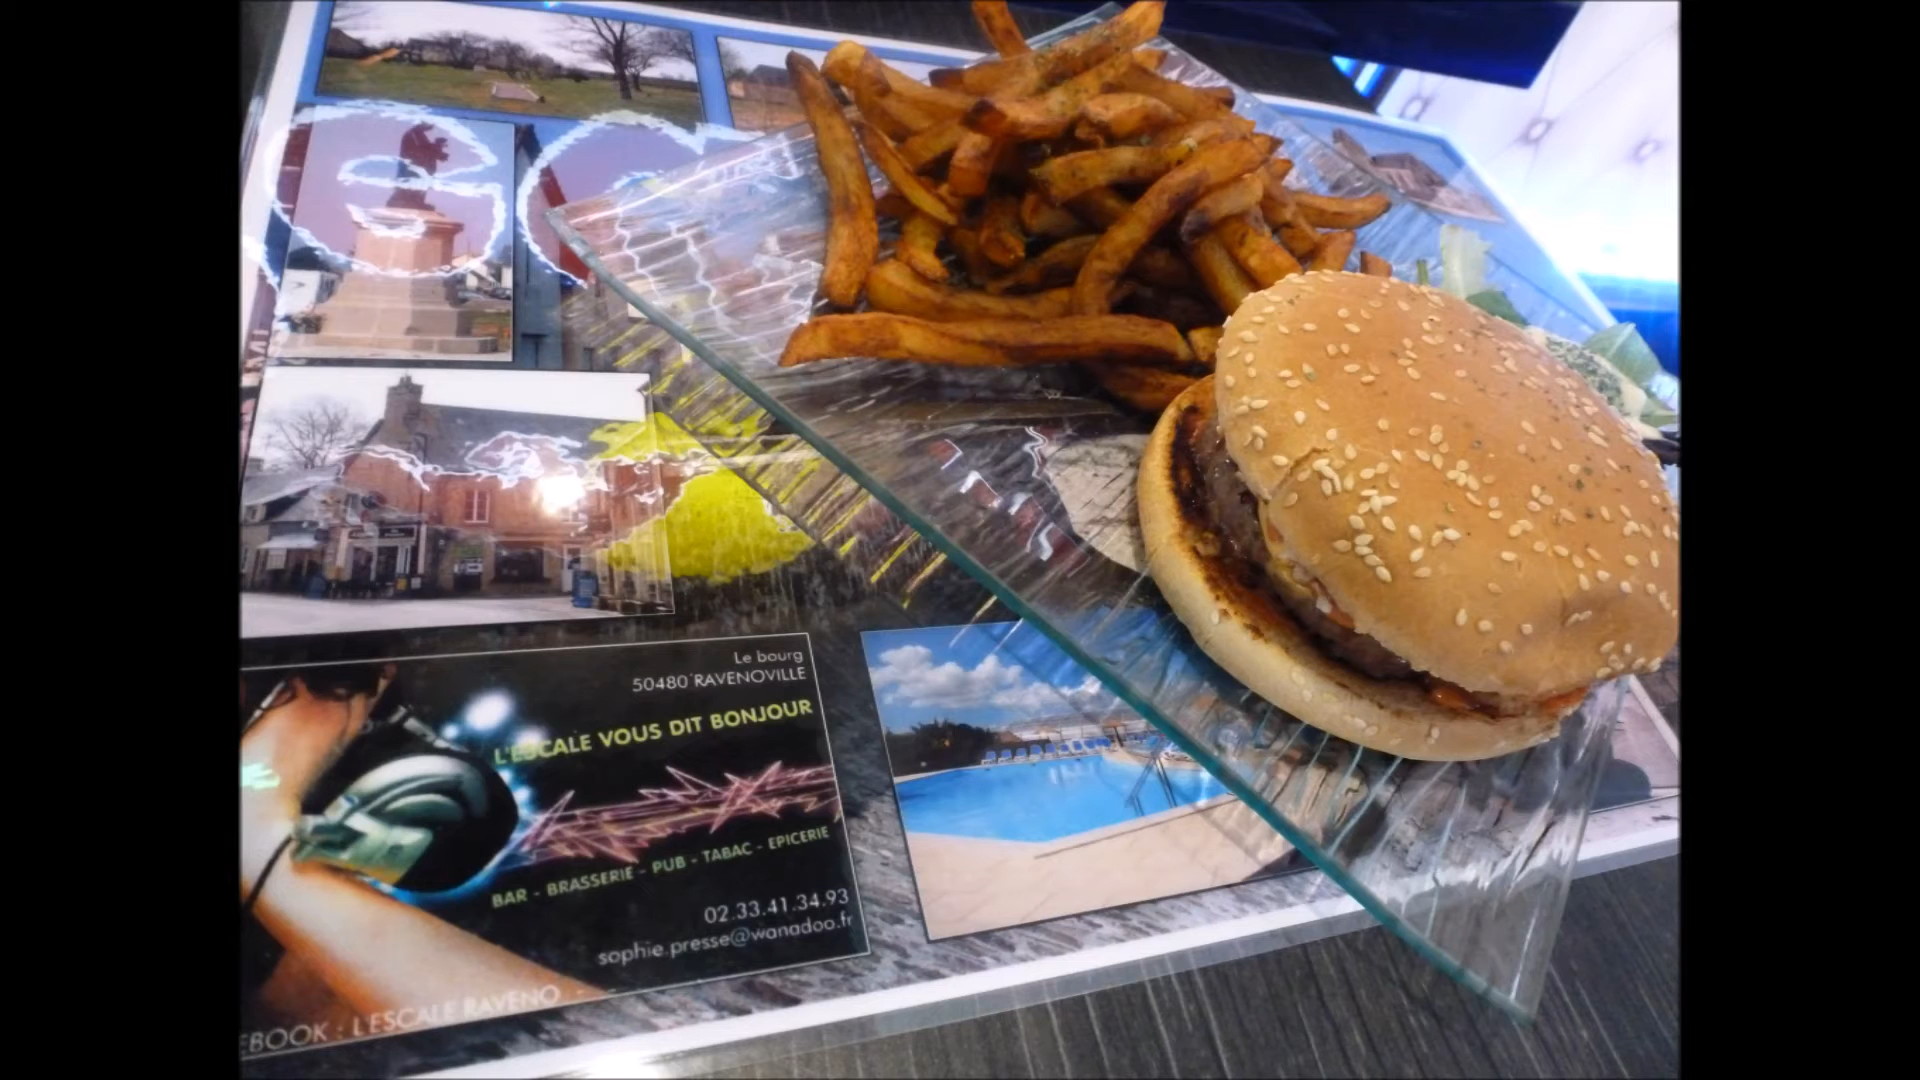 Le bourg
50480 RAVENOVILLE
L'ESCALE VOUS DIT BONJOUR
BAR - BRASSERIE - PUB - TABAC - EPICERIE
02.33.41.34.93
sophie.presse@wanadoo.fr
EBOOK : L'ESCALE RAVENO